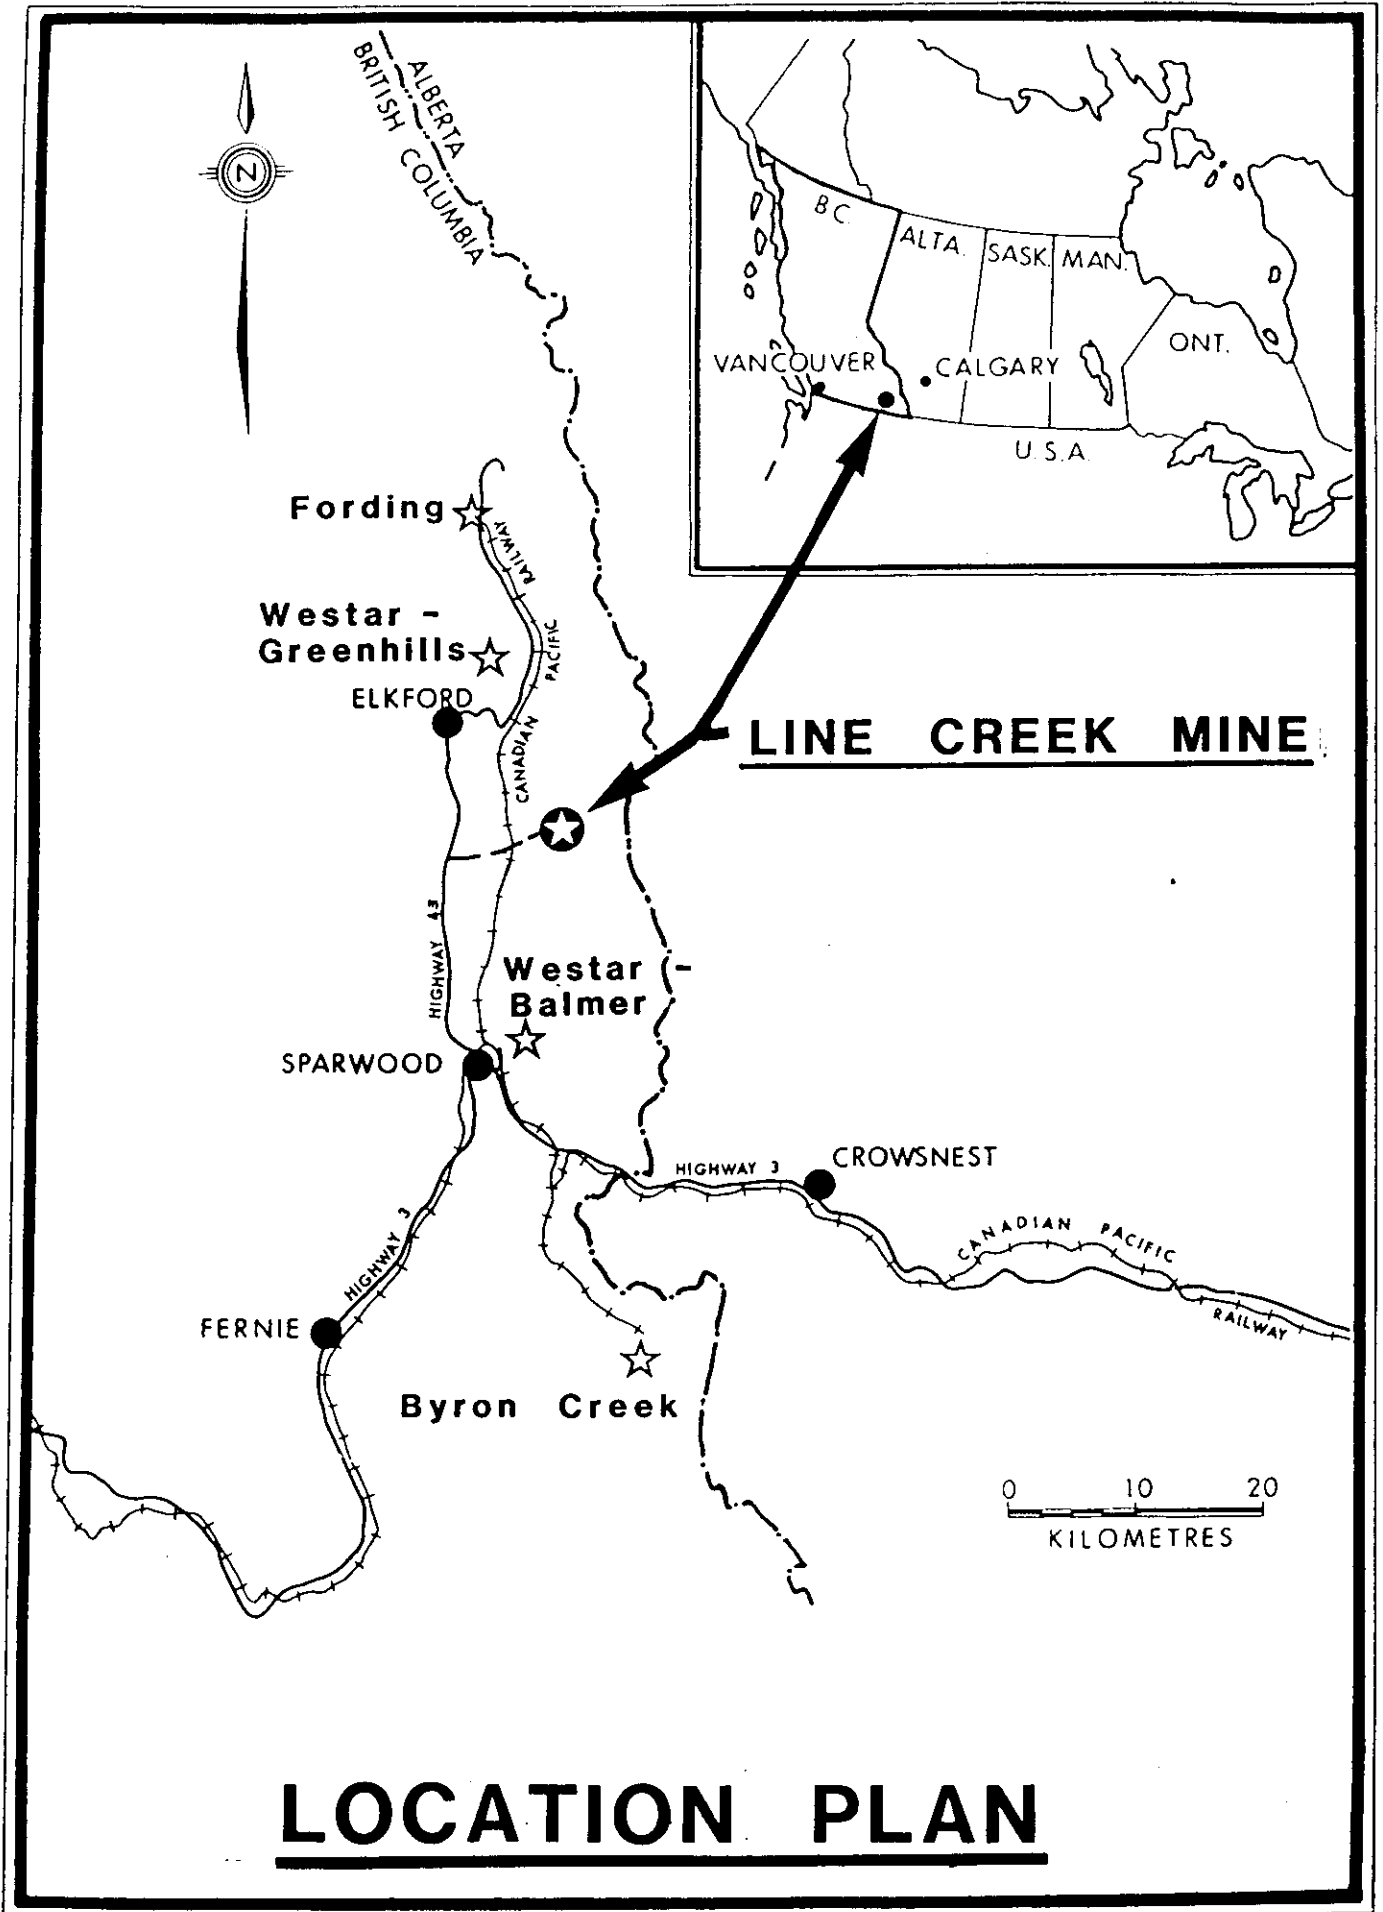 ALBERTA
BRITISH COLUMBIA
N
B.C.
ALTA.
SASK.
MAN.
ONT.
VANCOUVER
CALGARY
U.S.A.
Fording
RAILWAY
Westar -
Greenhills
PACIFIC
ELKFORD
CANADIAN
LINE CREEK MINE
HIGHWAY 43
Westar -
Balmer
SPARWOOD
HIGHWAY 3
CROWSNEST
HIGHWAY 3
CANADIAN PACIFIC
RAILWAY
FERNIE
Byron Creek
0 10 20
KILOMETRES
LOCATION PLAN